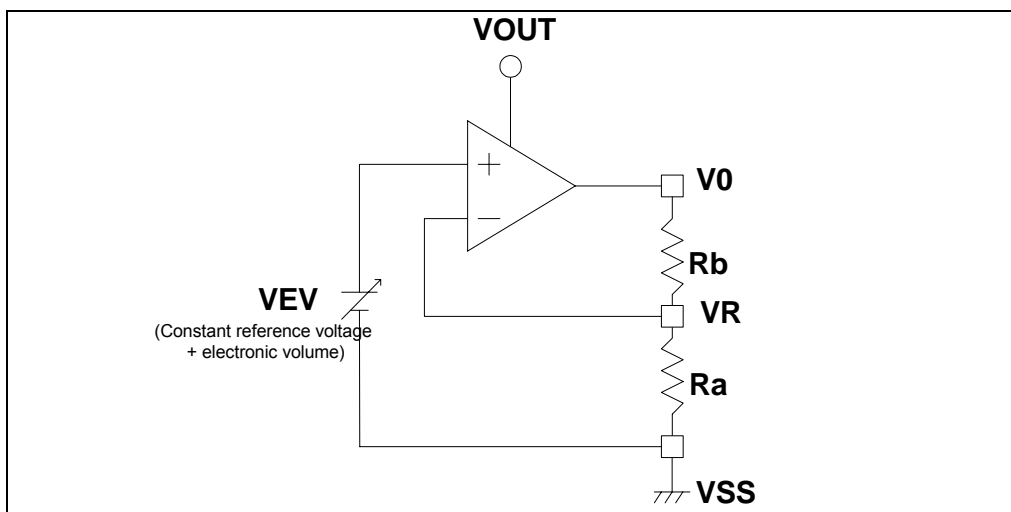 VOUT
+
—
V0
Rb
VEV
(Constant reference voltage
+ electronic volume)
VR
Ra
VSS